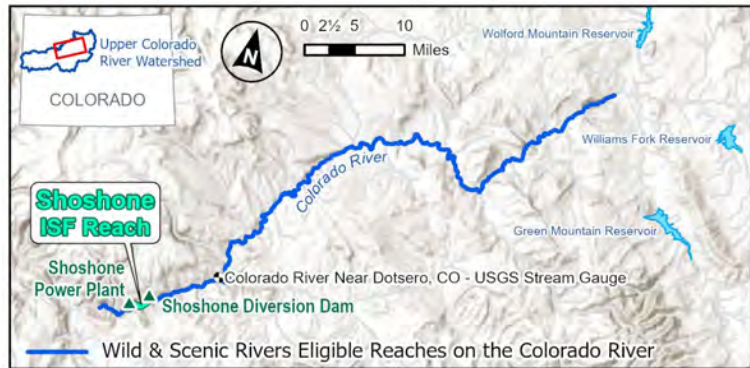 Upper Colorado
River Watershed
COLORADO
N
0 2½ 5 10
Miles
Wolford Mountain Reservoir
Williams Fork Reservoir
Colorado River
Green Mountain Reservoir
Shoshone
ISF Reach
Shoshone
Power Plant
Colorado River Near Dotsero, CO - USGS Stream Gauge
Shoshone Diversion Dam
Wild & Scenic Rivers Eligible Reaches on the Colorado River